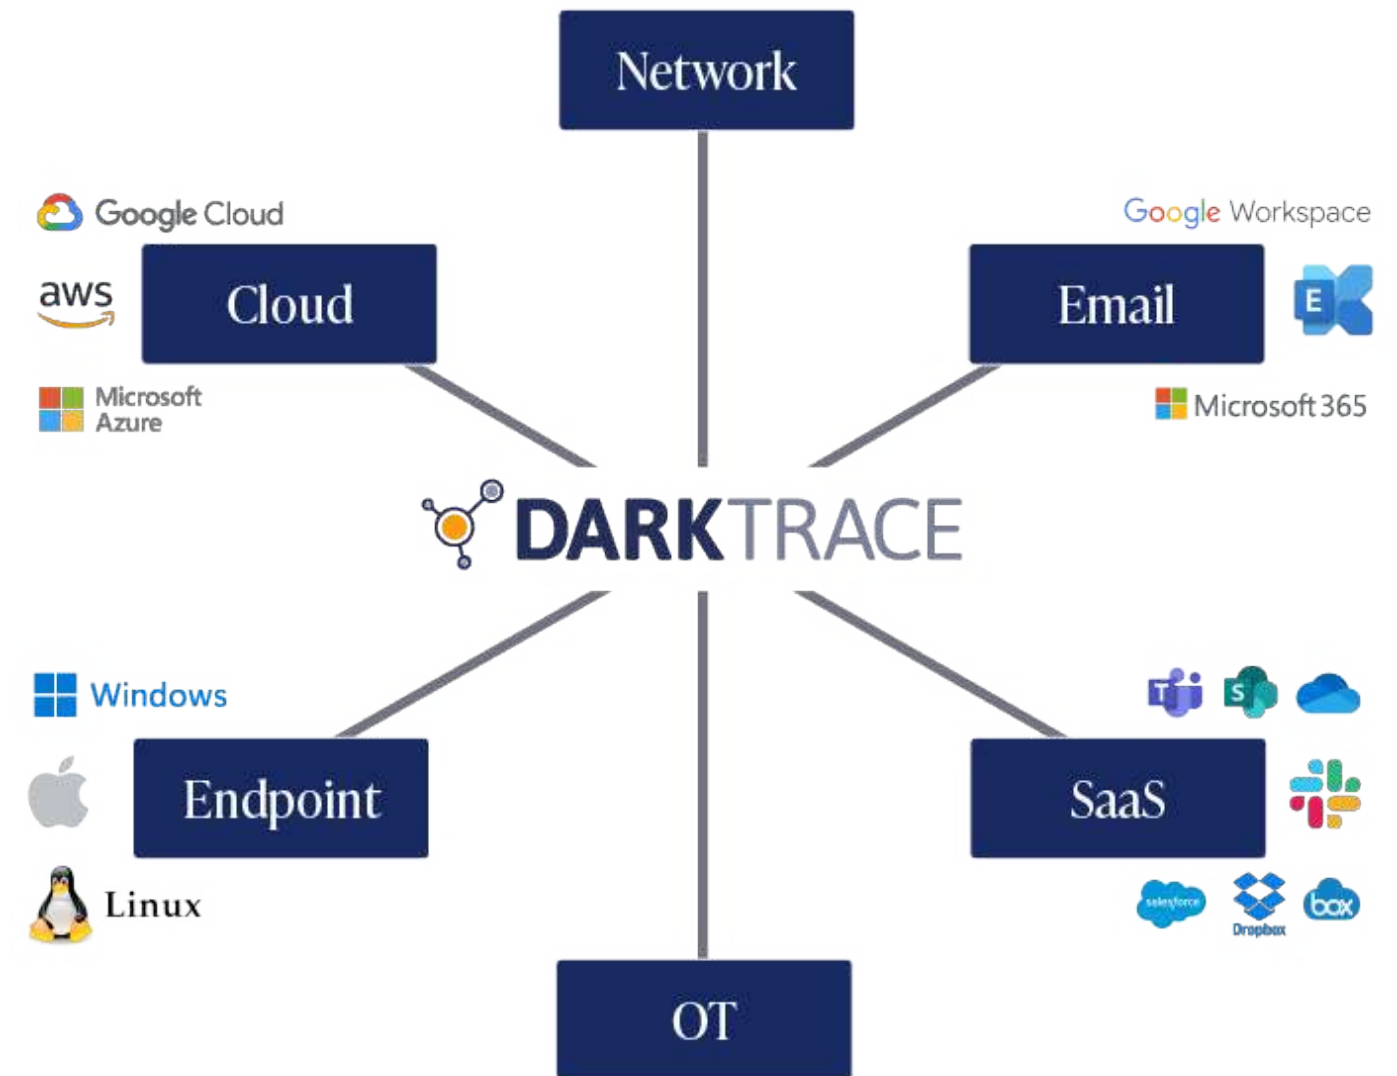 Network
Google Cloud
Google Workspace
aws
Cloud
Email
E
Microsoft
Azure
Microsoft 365
DARKTRACE
Windows
T
S
Endpoint
SaaS
Linux
salesforce
Dropbox
box
OT